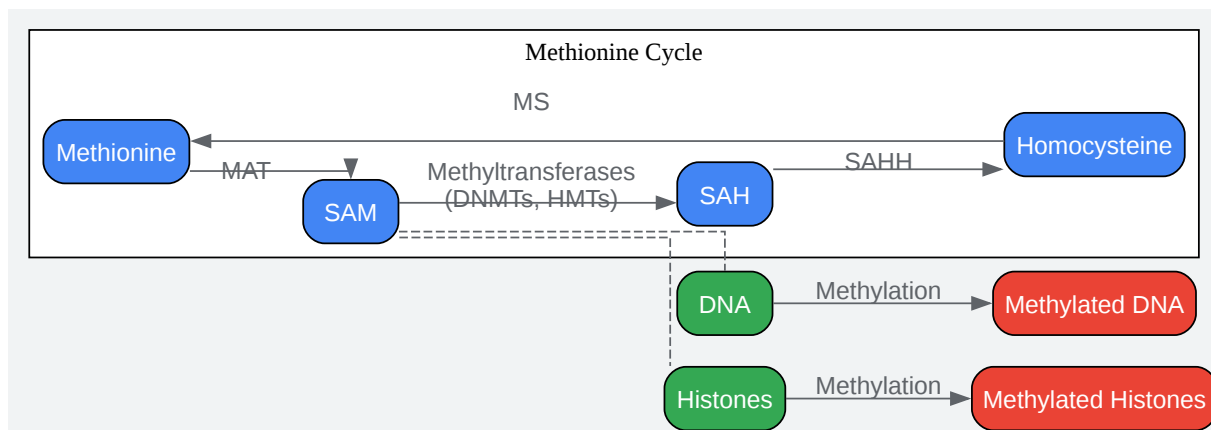 Methionine Cycle
MS
Methionine
Homocysteine
MAT
Methyltransferases
(DNMTs, HMTs)
SAHH
SAM
SAH
DNA
Methylation
Methylated DNA
Histones
Methylation
Methylated Histones